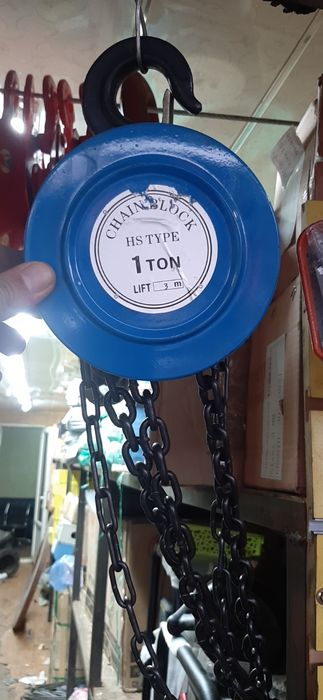 CHAIN BLOCK
HS TYPE
1 TON
LIFT 3 m